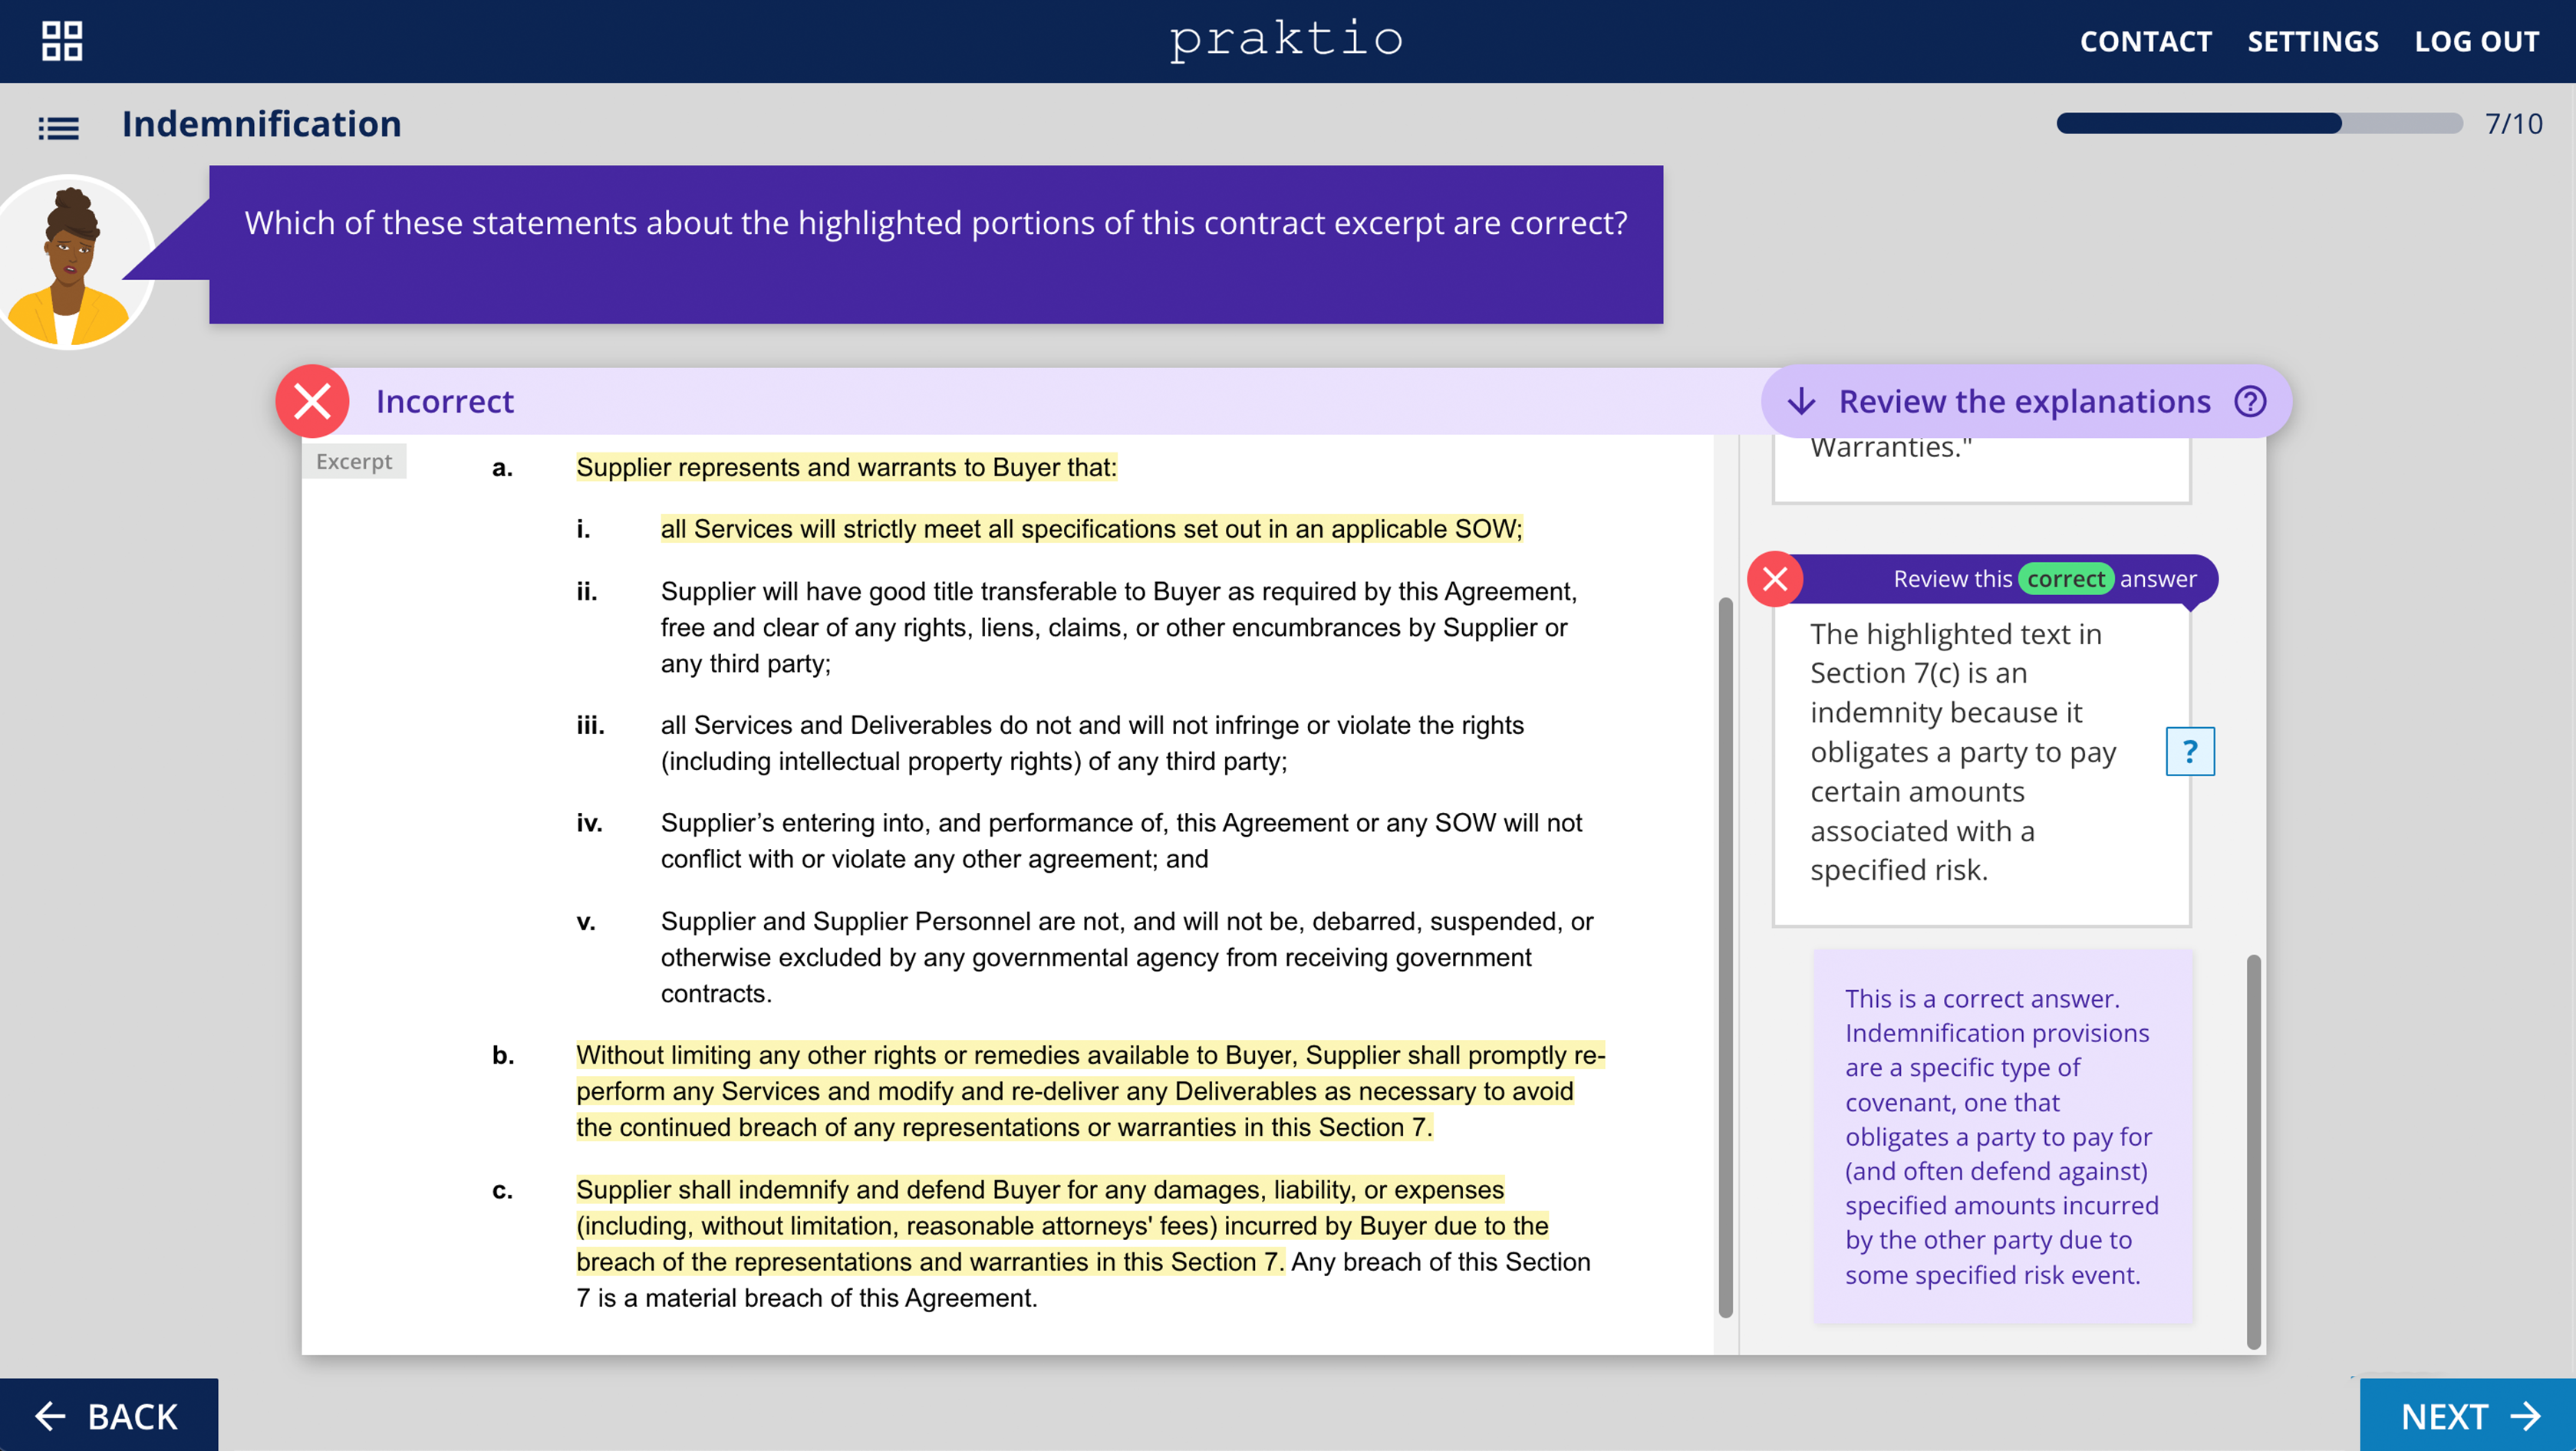 praktio
CONTACT SETTINGS LOG OUT
Indemnification
7/10
Which of these statements about the highlighted portions of this contract excerpt are correct?
Incorrect
Review the explanations ?
Excerpt
a. Supplier represents and warrants to Buyer that:
i. all Services will strictly meet all specifications set out in an applicable SOW;
ii. Supplier will have good title transferable to Buyer as required by this Agreement,
free and clear of any rights, liens, claims, or other encumbrances by Supplier or
any third party;
iii. all Services and Deliverables do not and will not infringe or violate the rights
(including intellectual property rights) of any third party;
iv. Supplier’s entering into, and performance of, this Agreement or any SOW will not
conflict with or violate any other agreement; and
v. Supplier and Supplier Personnel are not, and will not be, debarred, suspended, or
otherwise excluded by any governmental agency from receiving government
contracts.
b. Without limiting any other rights or remedies available to Buyer, Supplier shall promptly re-
perform any Services and modify and re-deliver any Deliverables as necessary to avoid
the continued breach of any representations or warranties in this Section 7.
c. Supplier shall indemnify and defend Buyer for any damages, liability, or expenses
(including, without limitation, reasonable attorneys' fees) incurred by Buyer due to the
breach of the representations and warranties in this Section 7. Any breach of this Section
7 is a material breach of this Agreement.
Warranties."
Review this correct answer
The highlighted text in
Section 7(c) is an
indemnity because it
obligates a party to pay
certain amounts
associated with a
specified risk.
?
This is a correct answer.
Indemnification provisions
are a specific type of
covenant, one that
obligates a party to pay for
(and often defend against)
specified amounts incurred
by the other party due to
some specified risk event.
BACK
NEXT